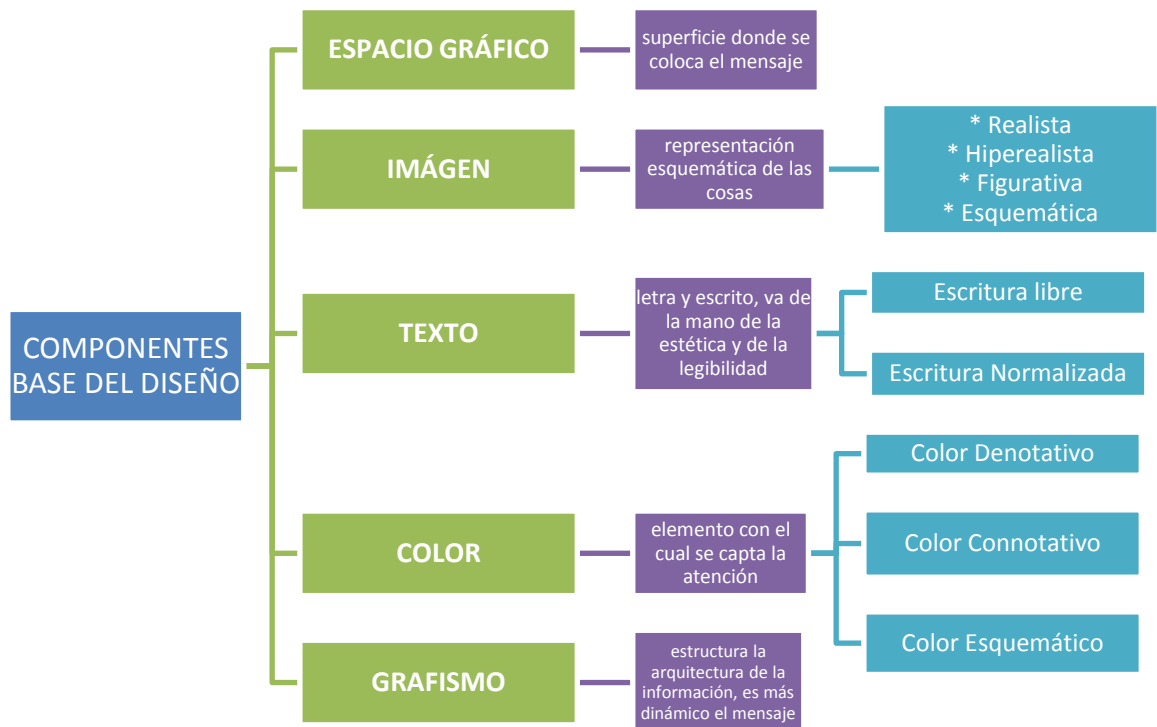 COMPONENTES
BASE DEL DISEÑO
ESPACIO GRÁFICO
superficie donde se
coloca el mensaje
IMÁGEN
representación
esquemática de las
cosas
* Realista
* Hiperealista
* Figurativa
* Esquemática
TEXTO
letra y escrito, va de
la mano de la
estética y de la
legibilidad
Escritura libre
Escritura Normalizada
COLOR
elemento con el
cual se capta la
atención
Color Denotativo
Color Connotativo
Color Esquemático
GRAFISMO
estructura la
arquitectura de la
información, es más
dinámico el mensaje